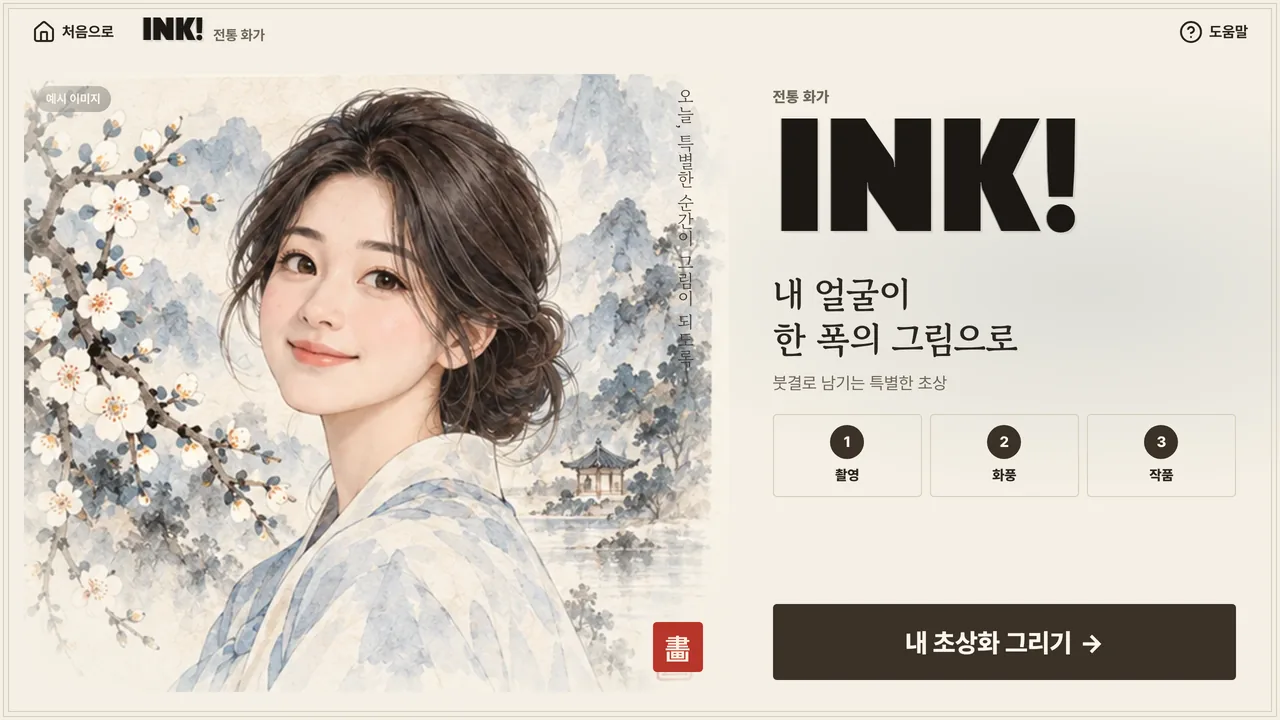 처음으로
INK!
전통 화가
도움말
예시 이미지
오늘, 특별한 순간이 그림이 되도록
畵
전통 화가
INK!
내 얼굴이
한 폭의 그림으로
붓결로 남기는 특별한 초상
1
촬영
2
화풍
3
작품
내 초상화 그리기 →